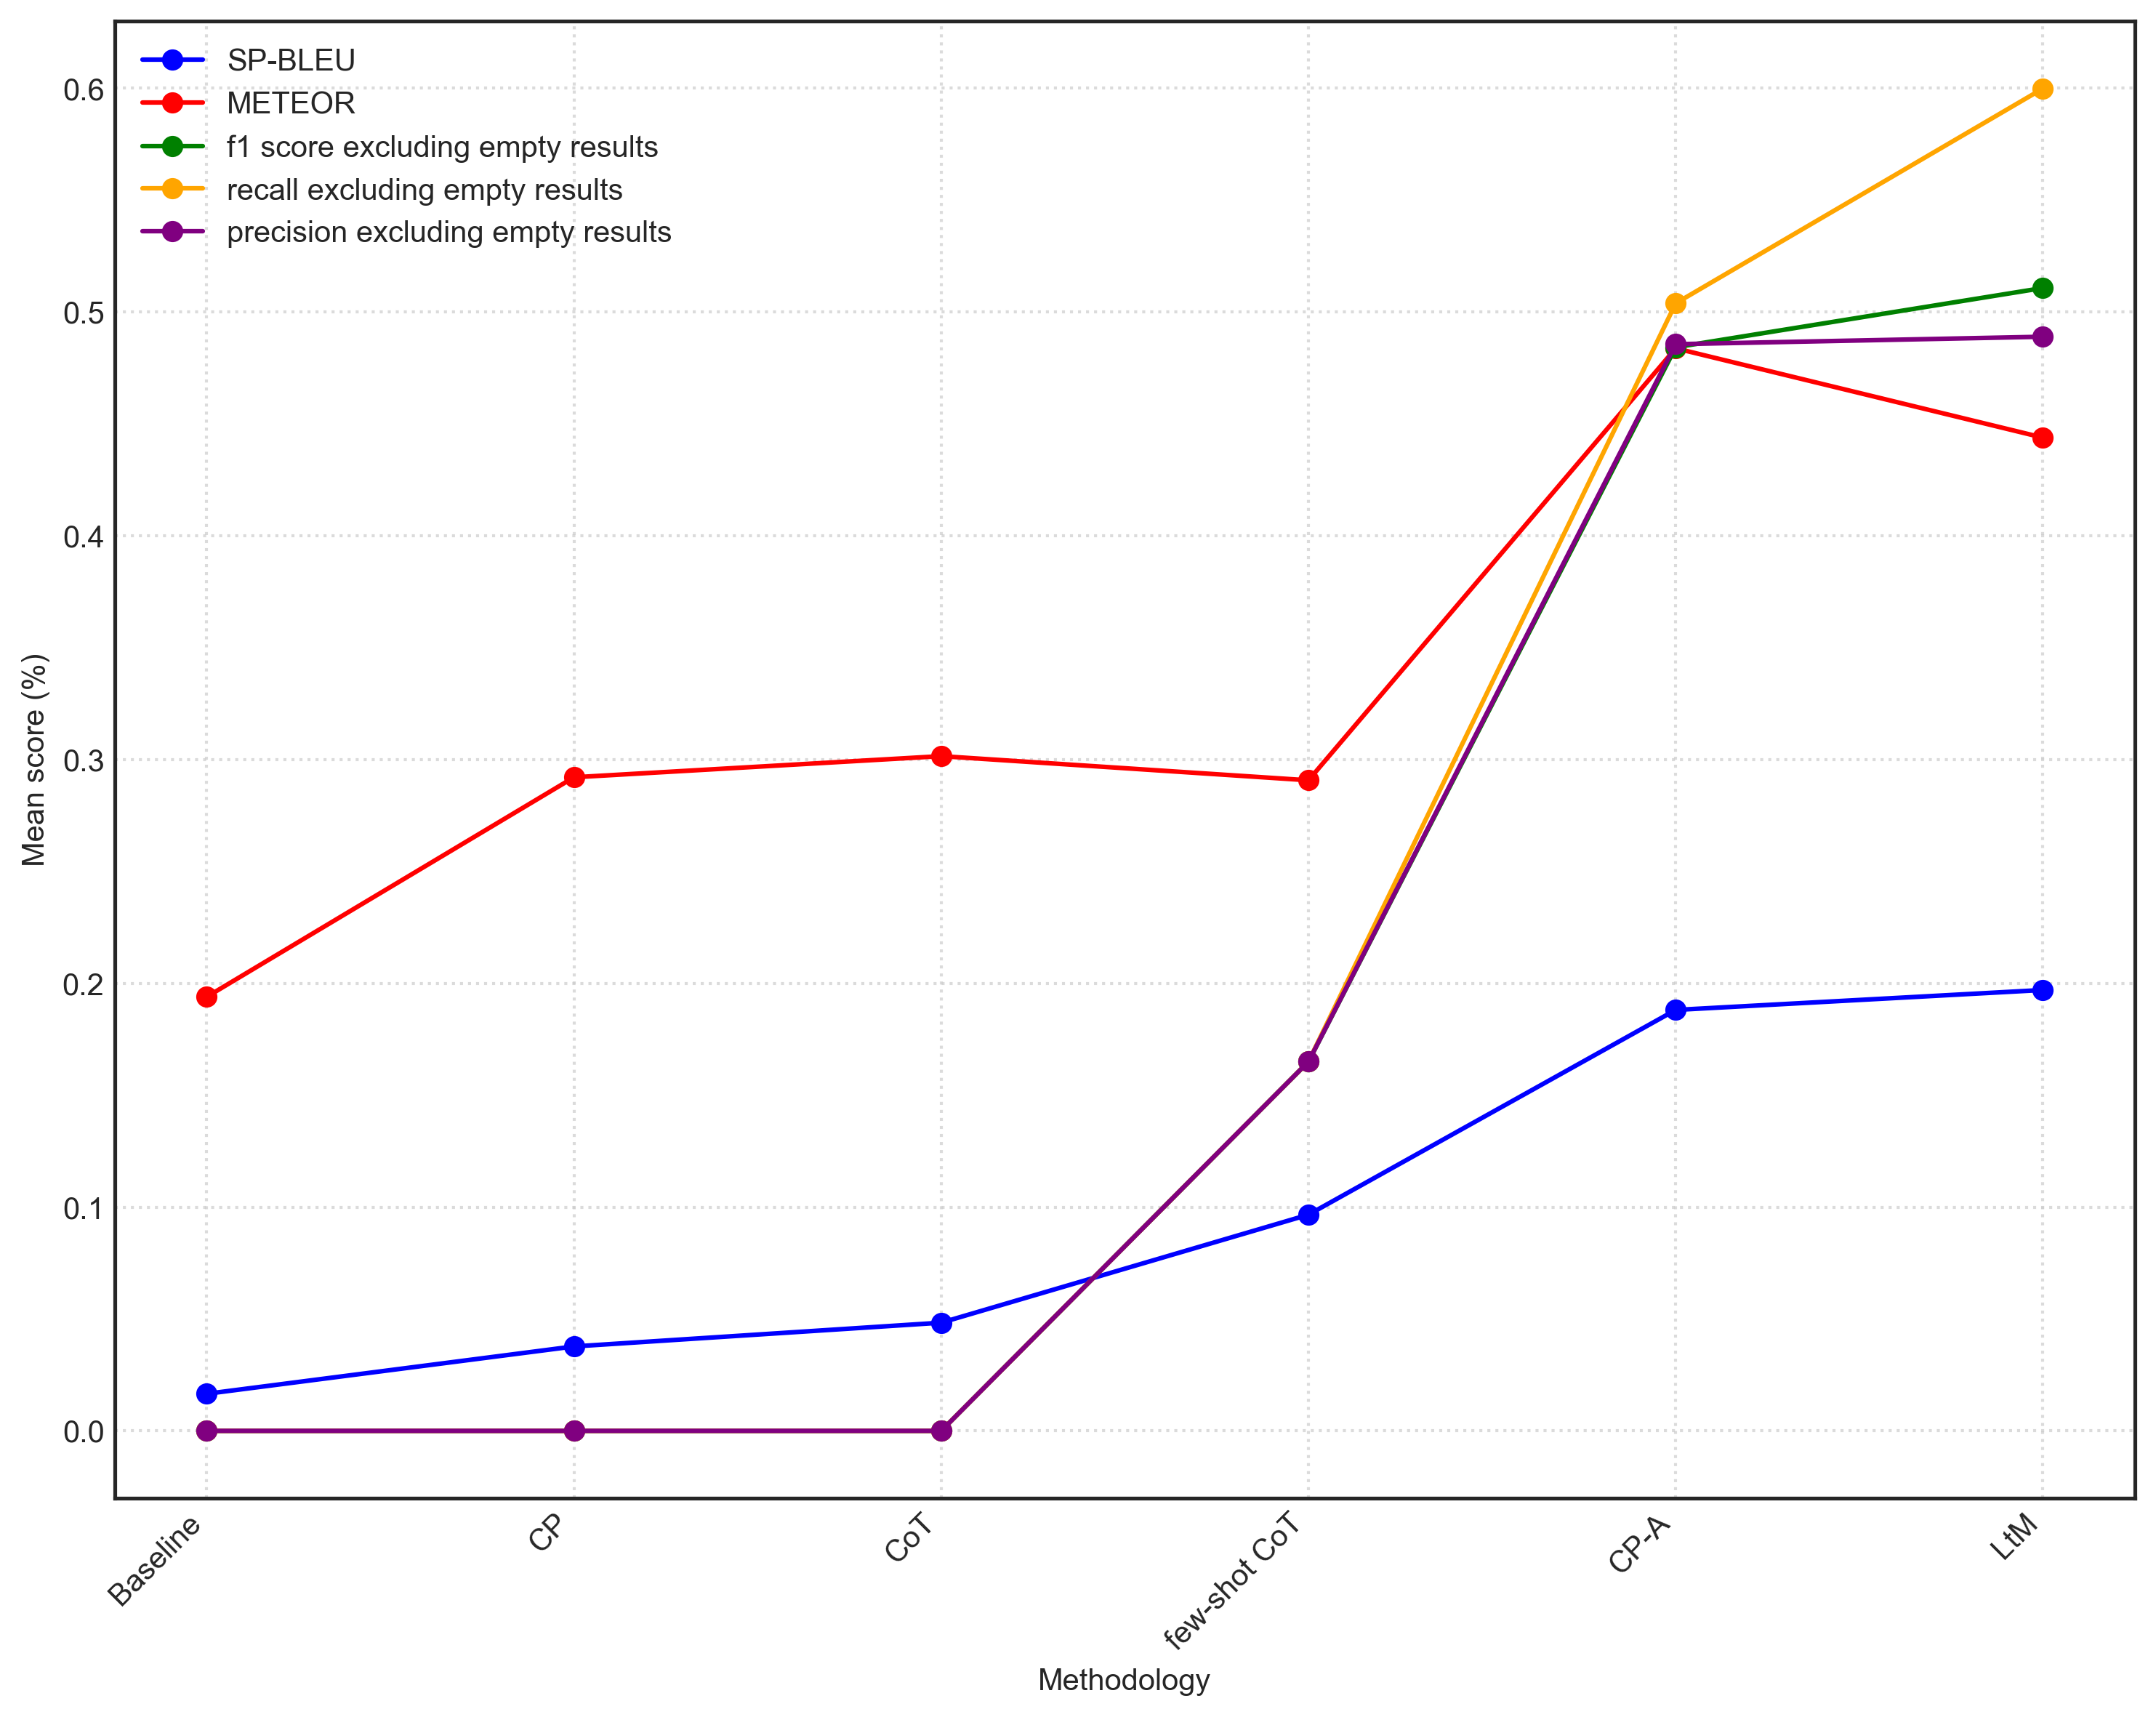 SP-BLEU
METEOR
f1 score excluding empty results
recall excluding empty results
precision excluding empty results
0.6
0.5
0.4
0.3
0.2
0.1
0.0
Mean score (%)
Baseline
CP
CoT
few-shot CoT
CP-A
LtM
Methodology